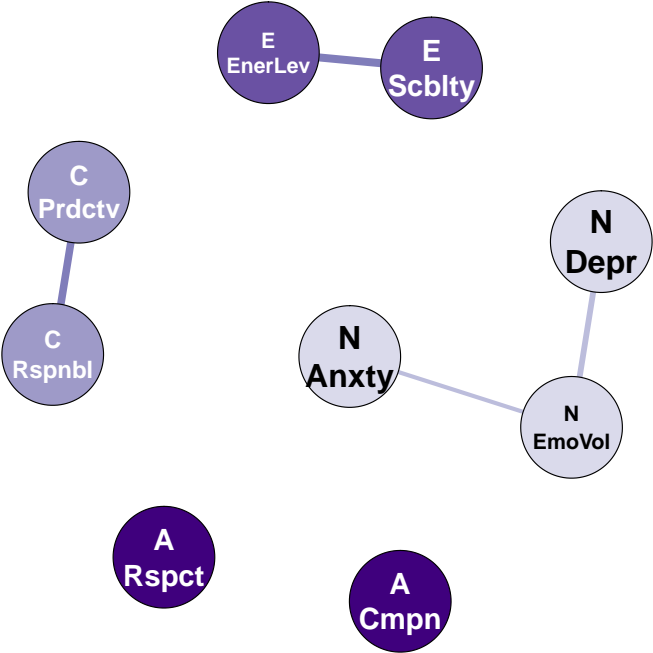 E
EnerLev
E
Scblty
C
Prdctv
N
Depr
C
Rspnbl
N
Anxty
N
EmoVol
A
Rspct
A
Cmpn